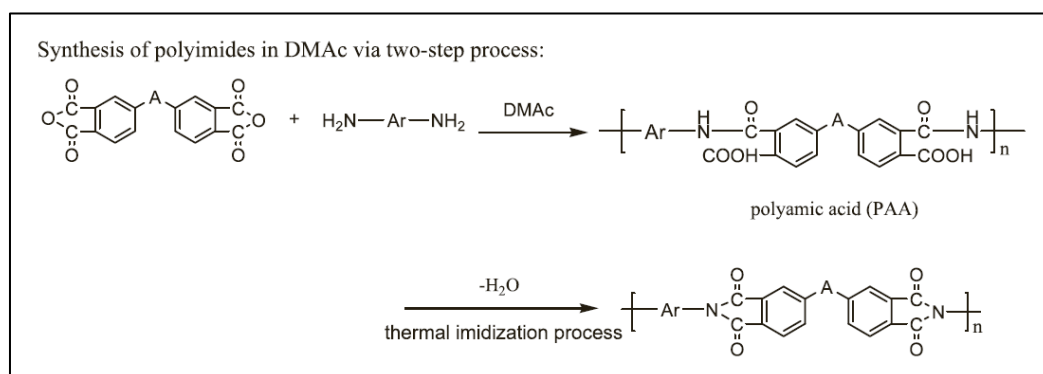 Synthesis of polyimides in DMAc via two-step process:
O O
C A C
O O + H₂N—Ar—NH₂ DMAc
C C
O O
H O O H
Ar N C A C N
COOH COOH n
polyamic acid (PAA)
-H₂O
thermal imidization process
O O
C A C
Ar N N n
C C
O O